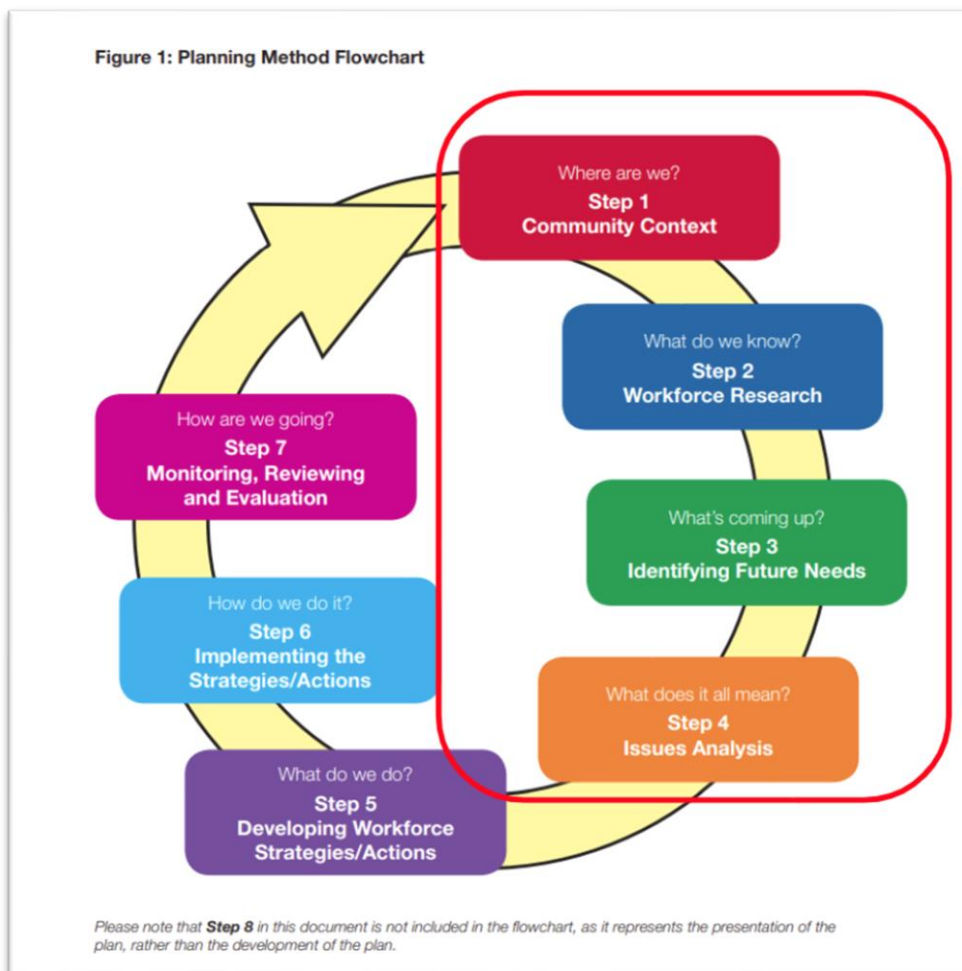 Figure 1: Planning Method Flowchart
Where are we?
Step 1
Community Context
What do we know?
Step 2
Workforce Research
What's coming up?
Step 3
Identifying Future Needs
What does it all mean?
Step 4
Issues Analysis
What do we do?
Step 5
Developing Workforce
Strategies/Actions
How do we do it?
Step 6
Implementing the
Strategies/Actions
How are we going?
Step 7
Monitoring, Reviewing
and Evaluation
Please note that Step 8 in this document is not included in the flowchart, as it represents the presentation of the
plan, rather than the development of the plan.